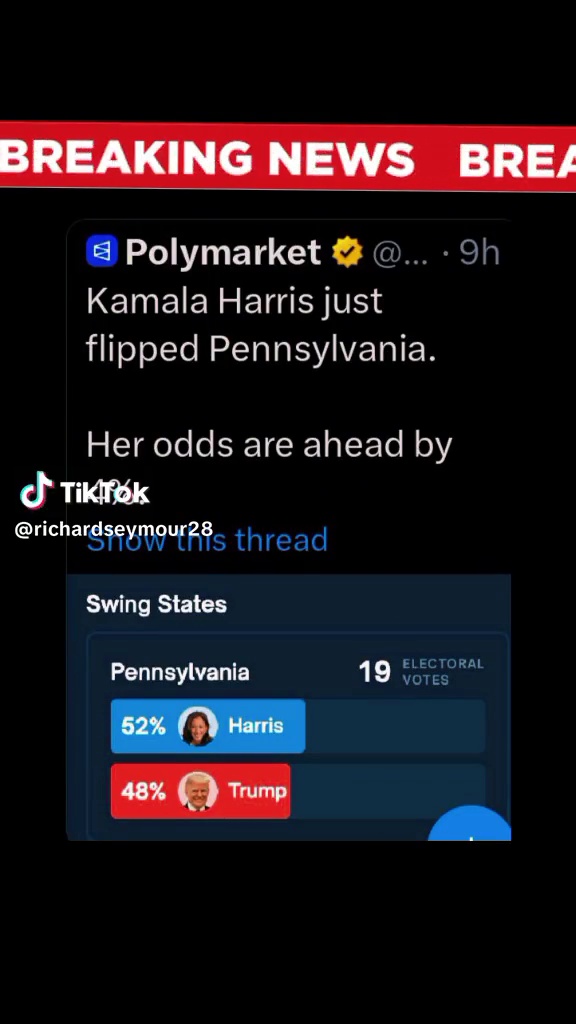 BREAKING NEWS BREA
Polymarket @... · 9h
Kamala Harris just
flipped Pennsylvania.
Her odds are ahead by
4%.
TikTok
@richardseymour28
Show this thread
Swing States
Pennsylvania 19 ELECTORAL VOTES
52% Harris
48% Trump